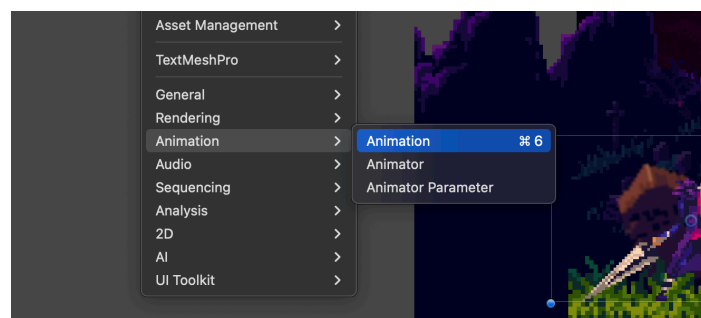 Asset Management
TextMeshPro
General
Rendering
Animation
Audio
Sequencing
Analysis
2D
AI
UI Toolkit
Animation ⌘ 6
Animator
Animator Parameter